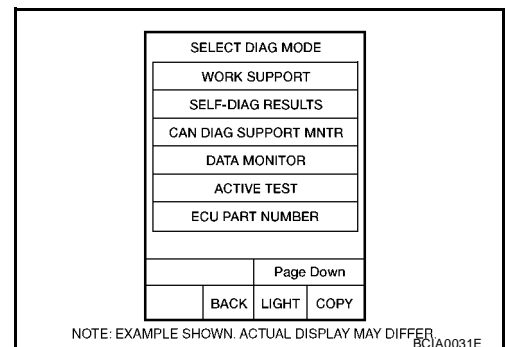 SELECT DIAG MODE
WORK SUPPORT
SELF-DIAG RESULTS
CAN DIAG SUPPORT MNTR
DATA MONITOR
ACTIVE TEST
ECU PART NUMBER
Page Down
BACK LIGHT COPY
NOTE: EXAMPLE SHOWN. ACTUAL DISPLAY MAY DIFFER.
BCIA0031E